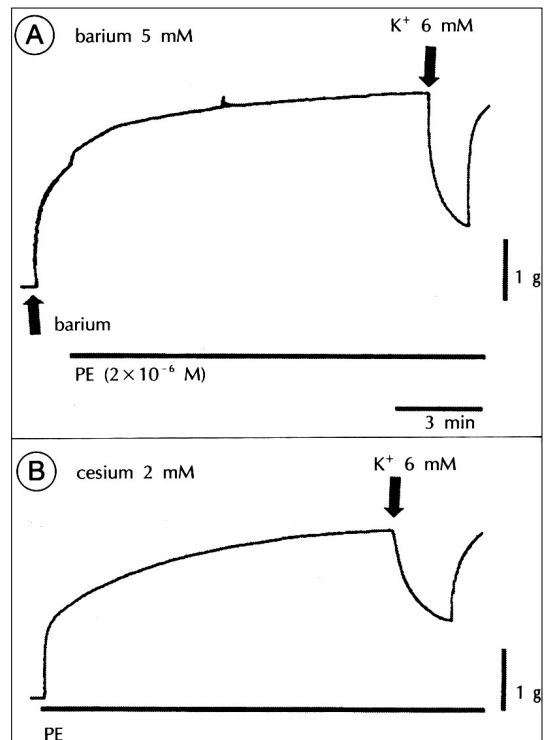 A barium 5 mM
K⁺ 6 mM
1 g
barium
PE (2×10⁻⁶ M)
3 min
B cesium 2 mM
K⁺ 6 mM
1 g
PE